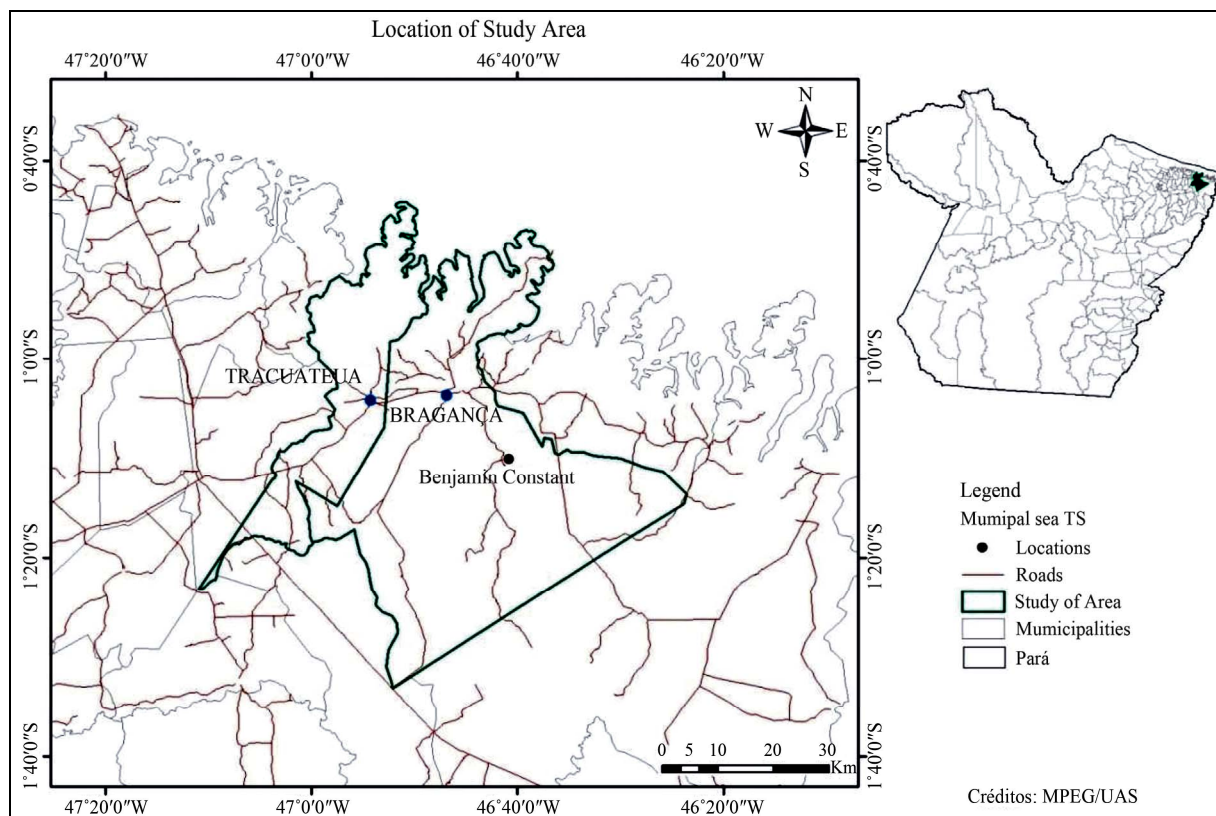 Location of Study Area
47°20′0″W 47°0′0″W 46°40′0″W 46°20′0″W
N
W E
S
0°40′0″S 0°40′0″S
1°00′0″S 1°00′0″S
TRACUATEUA
BRAGANÇA
Benjamín Constant
1°20′0″S 1°20′0″S
1°40′0″S 1°40′0″S
0 5 10 20 30
Km
47°20′0″W 47°0′0″W 46°40′0″W 46°20′0″W
Legend
Mumipal sea TS
Locations
Roads
Study of Area
Mumicipalities
Pará
Créditos: MPEG/UAS